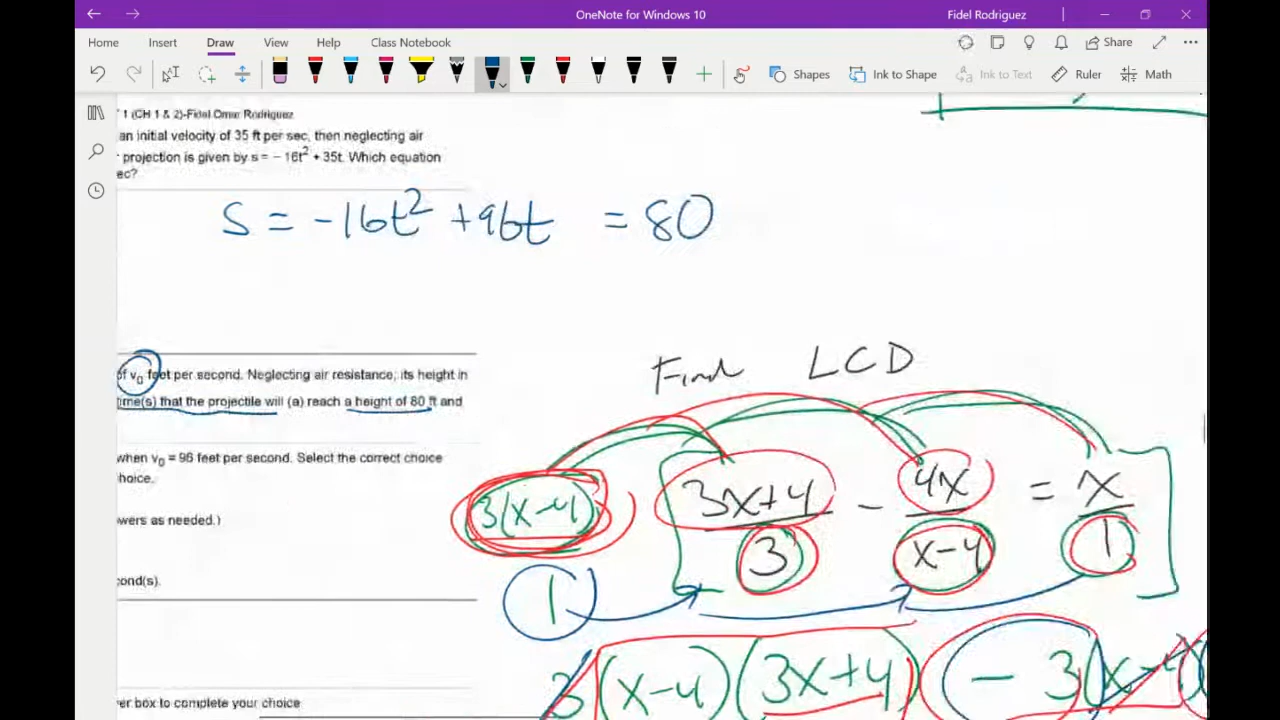 OneNote for Windows 10
Fidel Rodriguez
Home Insert Draw View Help Class Notebook
Share
Shapes Ink to Shape Ink to Text Ruler Math
1 (CH 1 & 2)-Fidel Omar Rodriguez
an initial velocity of 35 ft per sec, then neglecting air
projection is given by s = − 16t² + 35t. Which equation
ec?
S = -16t² +96t = 80
of v₀ feet per second. Neglecting air resistance, its height in
time(s) that the projectile will (a) reach a height of 80 ft and
when v₀ = 96 feet per second. Select the correct choice
hoice.
wers as needed.)
ond(s).
er box to complete your choice
Find LCD
3(x-4) 3x+4/3 − 4x/x-4 = x/1
1
3(x-4)(3x+4) − 3(x-4)